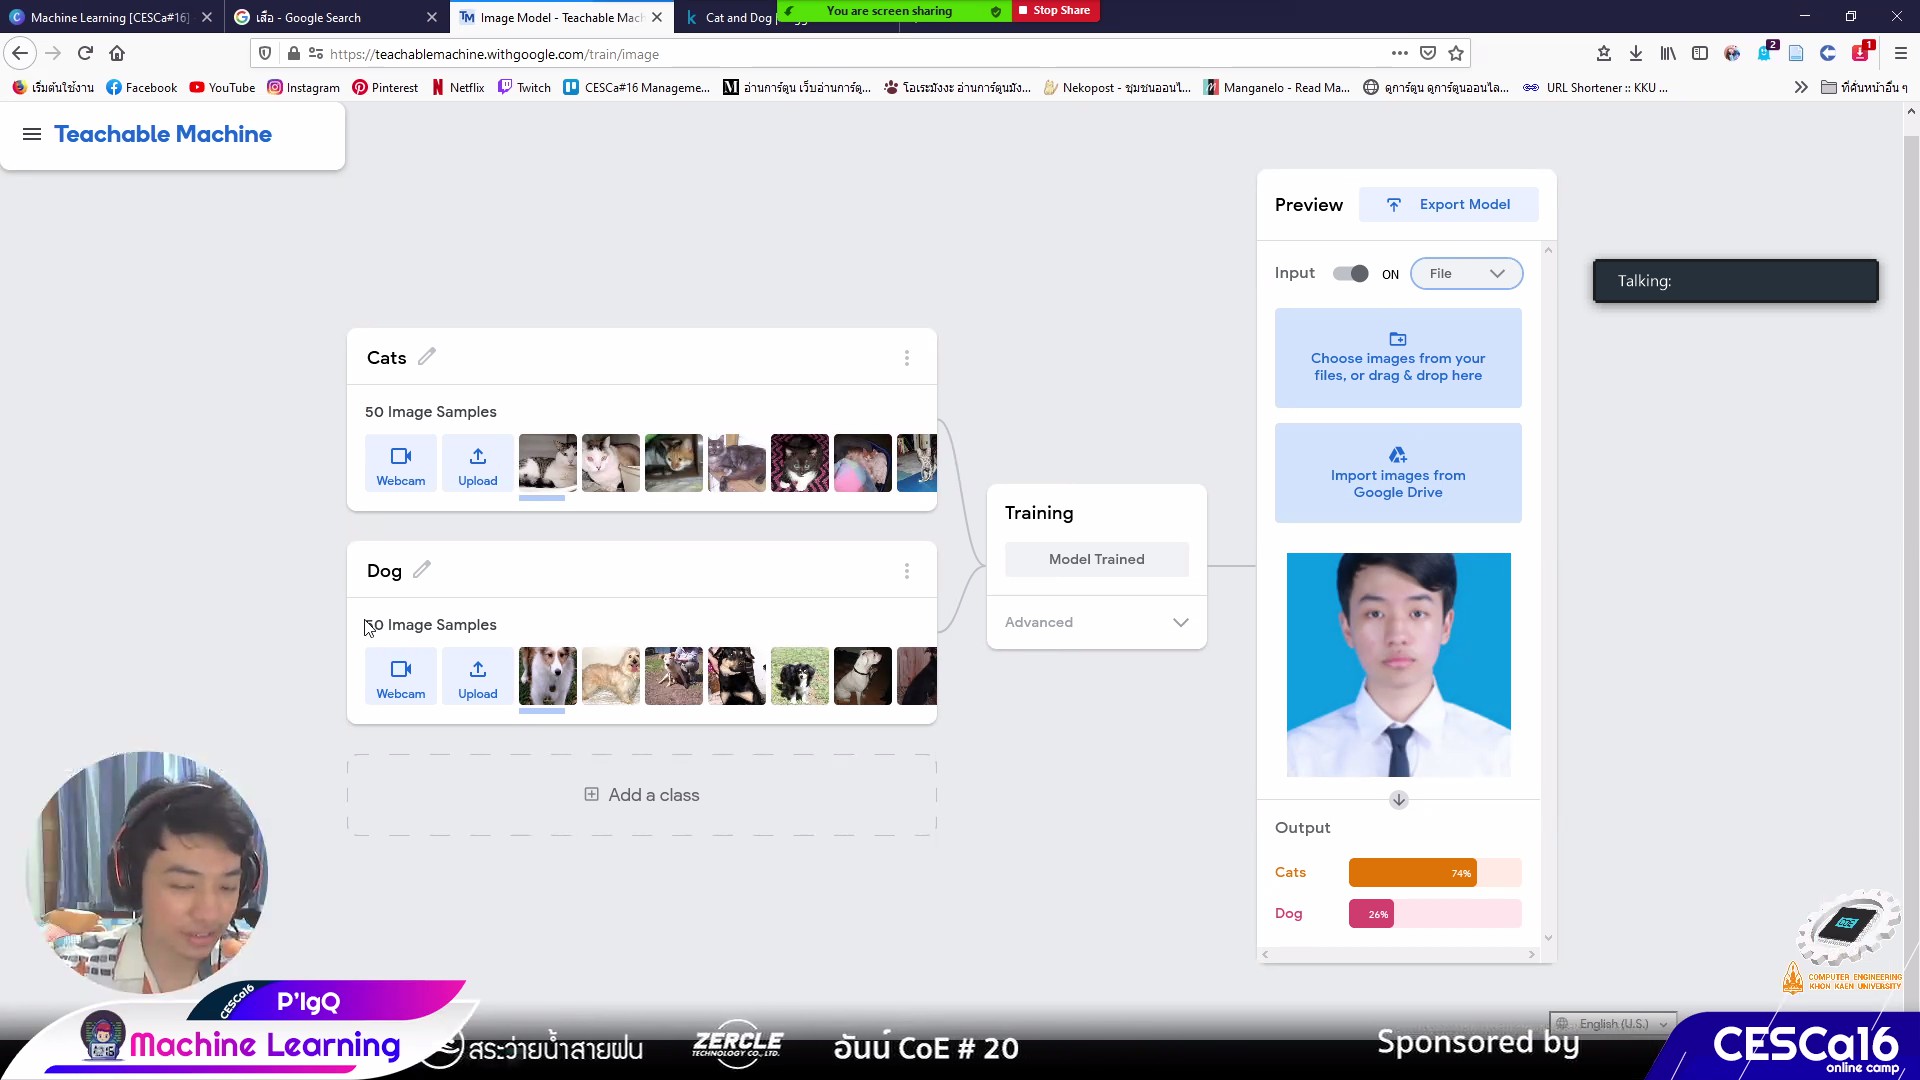 Machine Learning [CESCa#16]
เสือ - Google Search
Image Model - Teachable Mach
Cat and Dog |
You are screen sharing
Stop Share
https://teachablemachine.withgoogle.com/train/image
2
1
เริ่มต้นใช้งาน
Facebook
YouTube
Instagram
Pinterest
Netflix
Twitch
CESCa#16 Manageme...
อ่านการ์ตูน เว็บอ่านการ์ตู...
โอเระมังงะ อ่านการ์ตูนมัง...
Nekopost - ชุมชนออนไ...
Manganelo - Read Ma...
ดูการ์ตูน ดูการ์ตูนออนไล...
URL Shortener :: KKU ...
ที่คั่นหน้าอื่น ๆ
Teachable Machine
Preview
Export Model
Input
ON
File
Talking:
Choose images from your
files, or drag & drop here
Import images from
Google Drive
Cats
50 Image Samples
Webcam
Upload
Training
Model Trained
Advanced
Dog
50 Image Samples
Webcam
Upload
Add a class
Output
Cats
74%
Dog
26%
COMPUTER ENGINEERING
KHON KAEN UNIVERSITY
English (U.S.)
CESCa16
P'IgQ
Machine Learning
สระว่ายน้ำสายฝน
ZERCLE
TECHNOLOGY CO., LTD.
อันน์ CoE # 20
Sponsored by
CESCa16
online camp